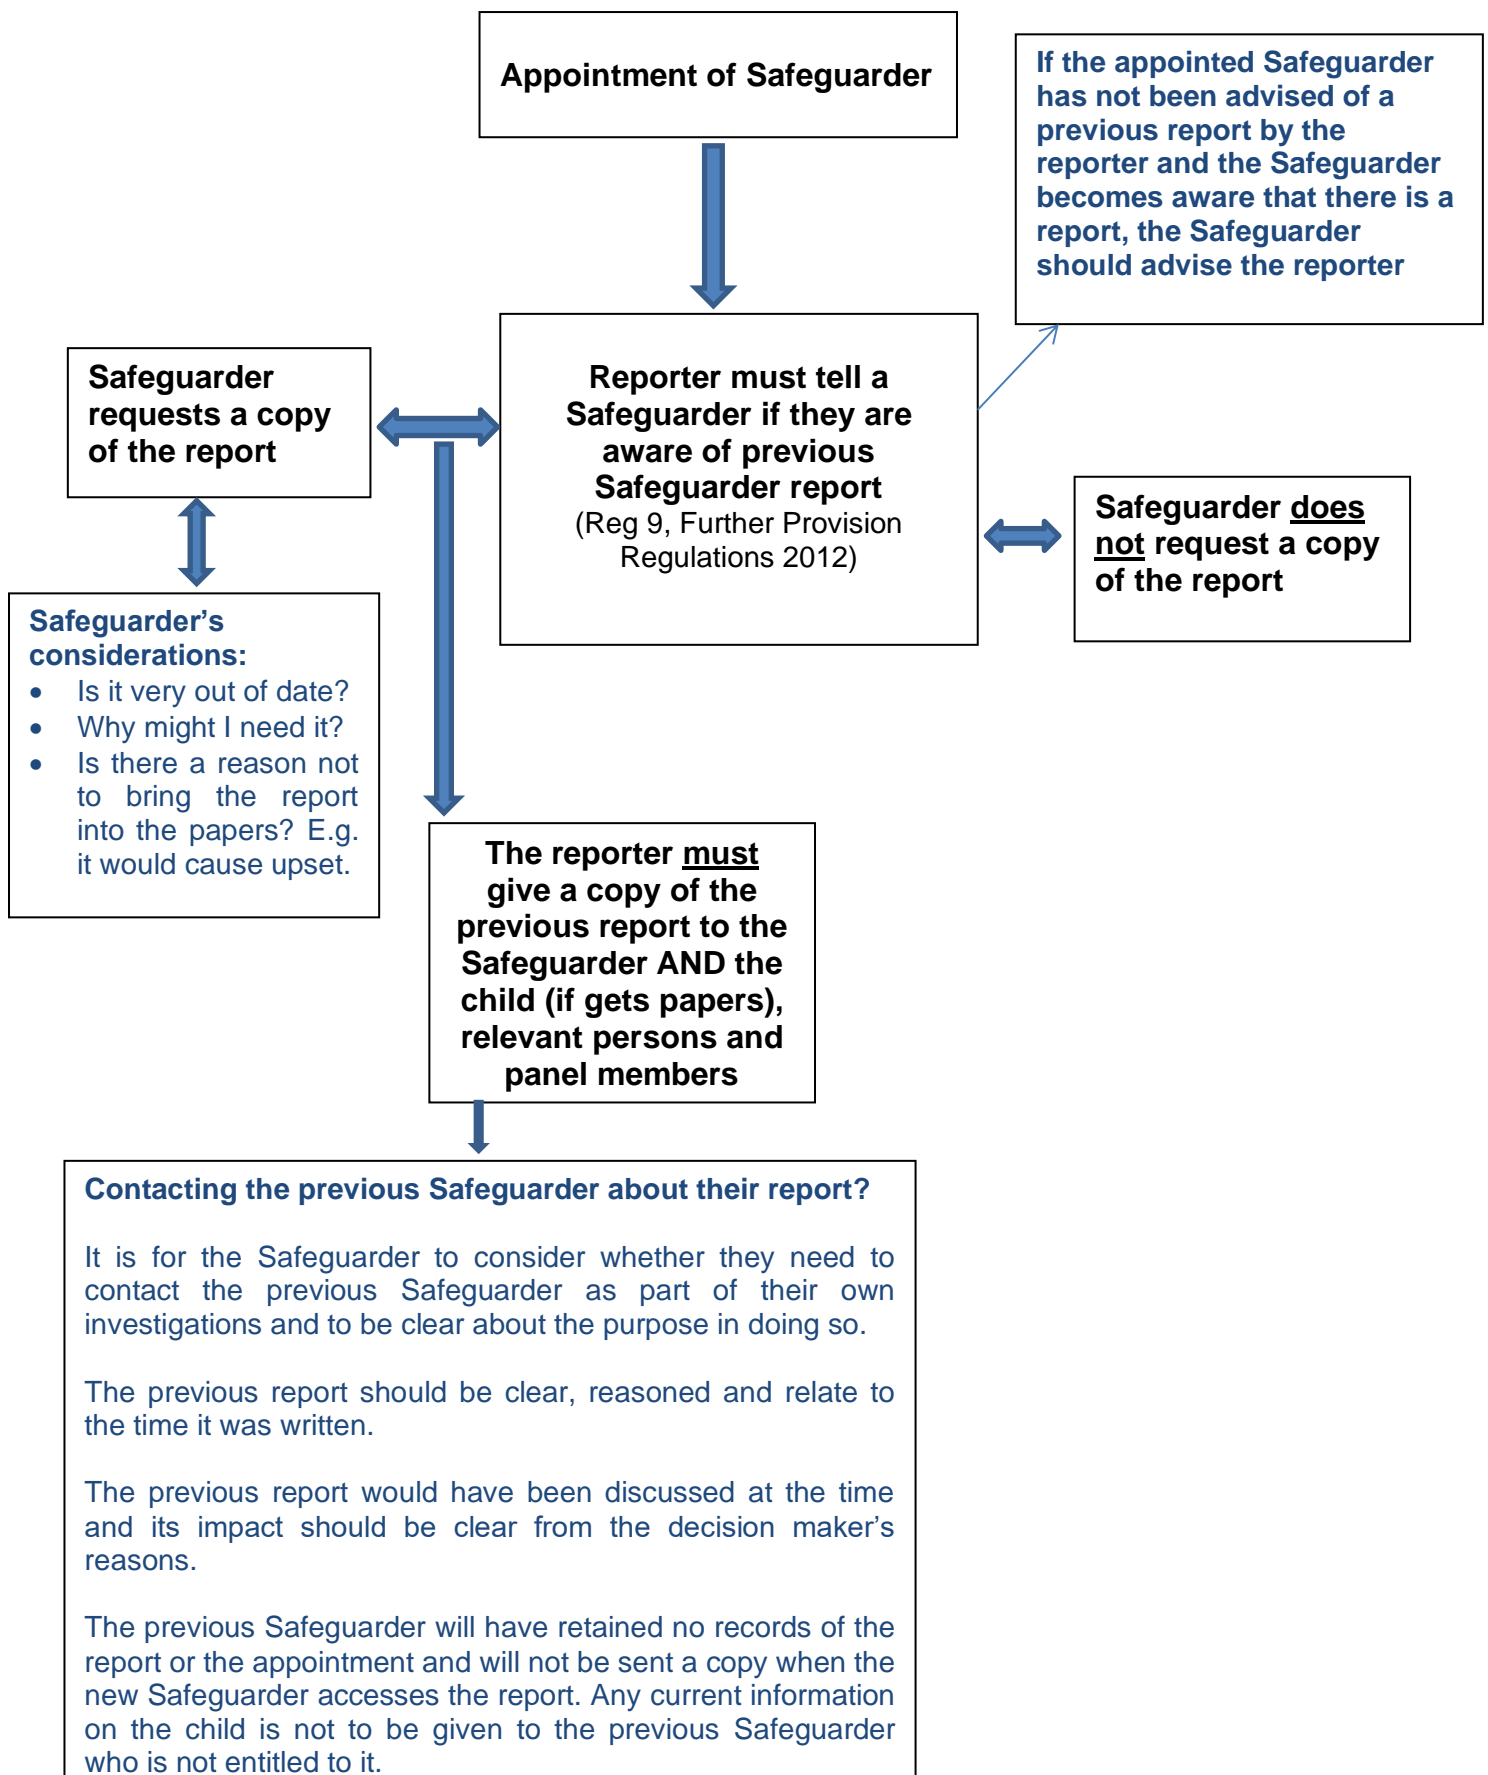 Appointment of Safeguarder
If the appointed Safeguarder
has not been advised of a
previous report by the
reporter and the Safeguarder
becomes aware that there is a
report, the Safeguarder
should advise the reporter
Safeguarder
requests a copy
of the report
Reporter must tell a
Safeguarder if they are
aware of previous
Safeguarder report
(Reg 9, Further Provision
Regulations 2012)
Safeguarder does
not request a copy
of the report
Safeguarder’s
considerations:
• Is it very out of date?
• Why might I need it?
• Is there a reason not
to bring the report
into the papers? E.g.
it would cause upset.
The reporter must
give a copy of the
previous report to the
Safeguarder AND the
child (if gets papers),
relevant persons and
panel members
Contacting the previous Safeguarder about their report?
It is for the Safeguarder to consider whether they need to
contact the previous Safeguarder as part of their own
investigations and to be clear about the purpose in doing so.
The previous report should be clear, reasoned and relate to
the time it was written.
The previous report would have been discussed at the time
and its impact should be clear from the decision maker’s
reasons.
The previous Safeguarder will have retained no records of the
report or the appointment and will not be sent a copy when the
new Safeguarder accesses the report. Any current information
on the child is not to be given to the previous Safeguarder
who is not entitled to it.